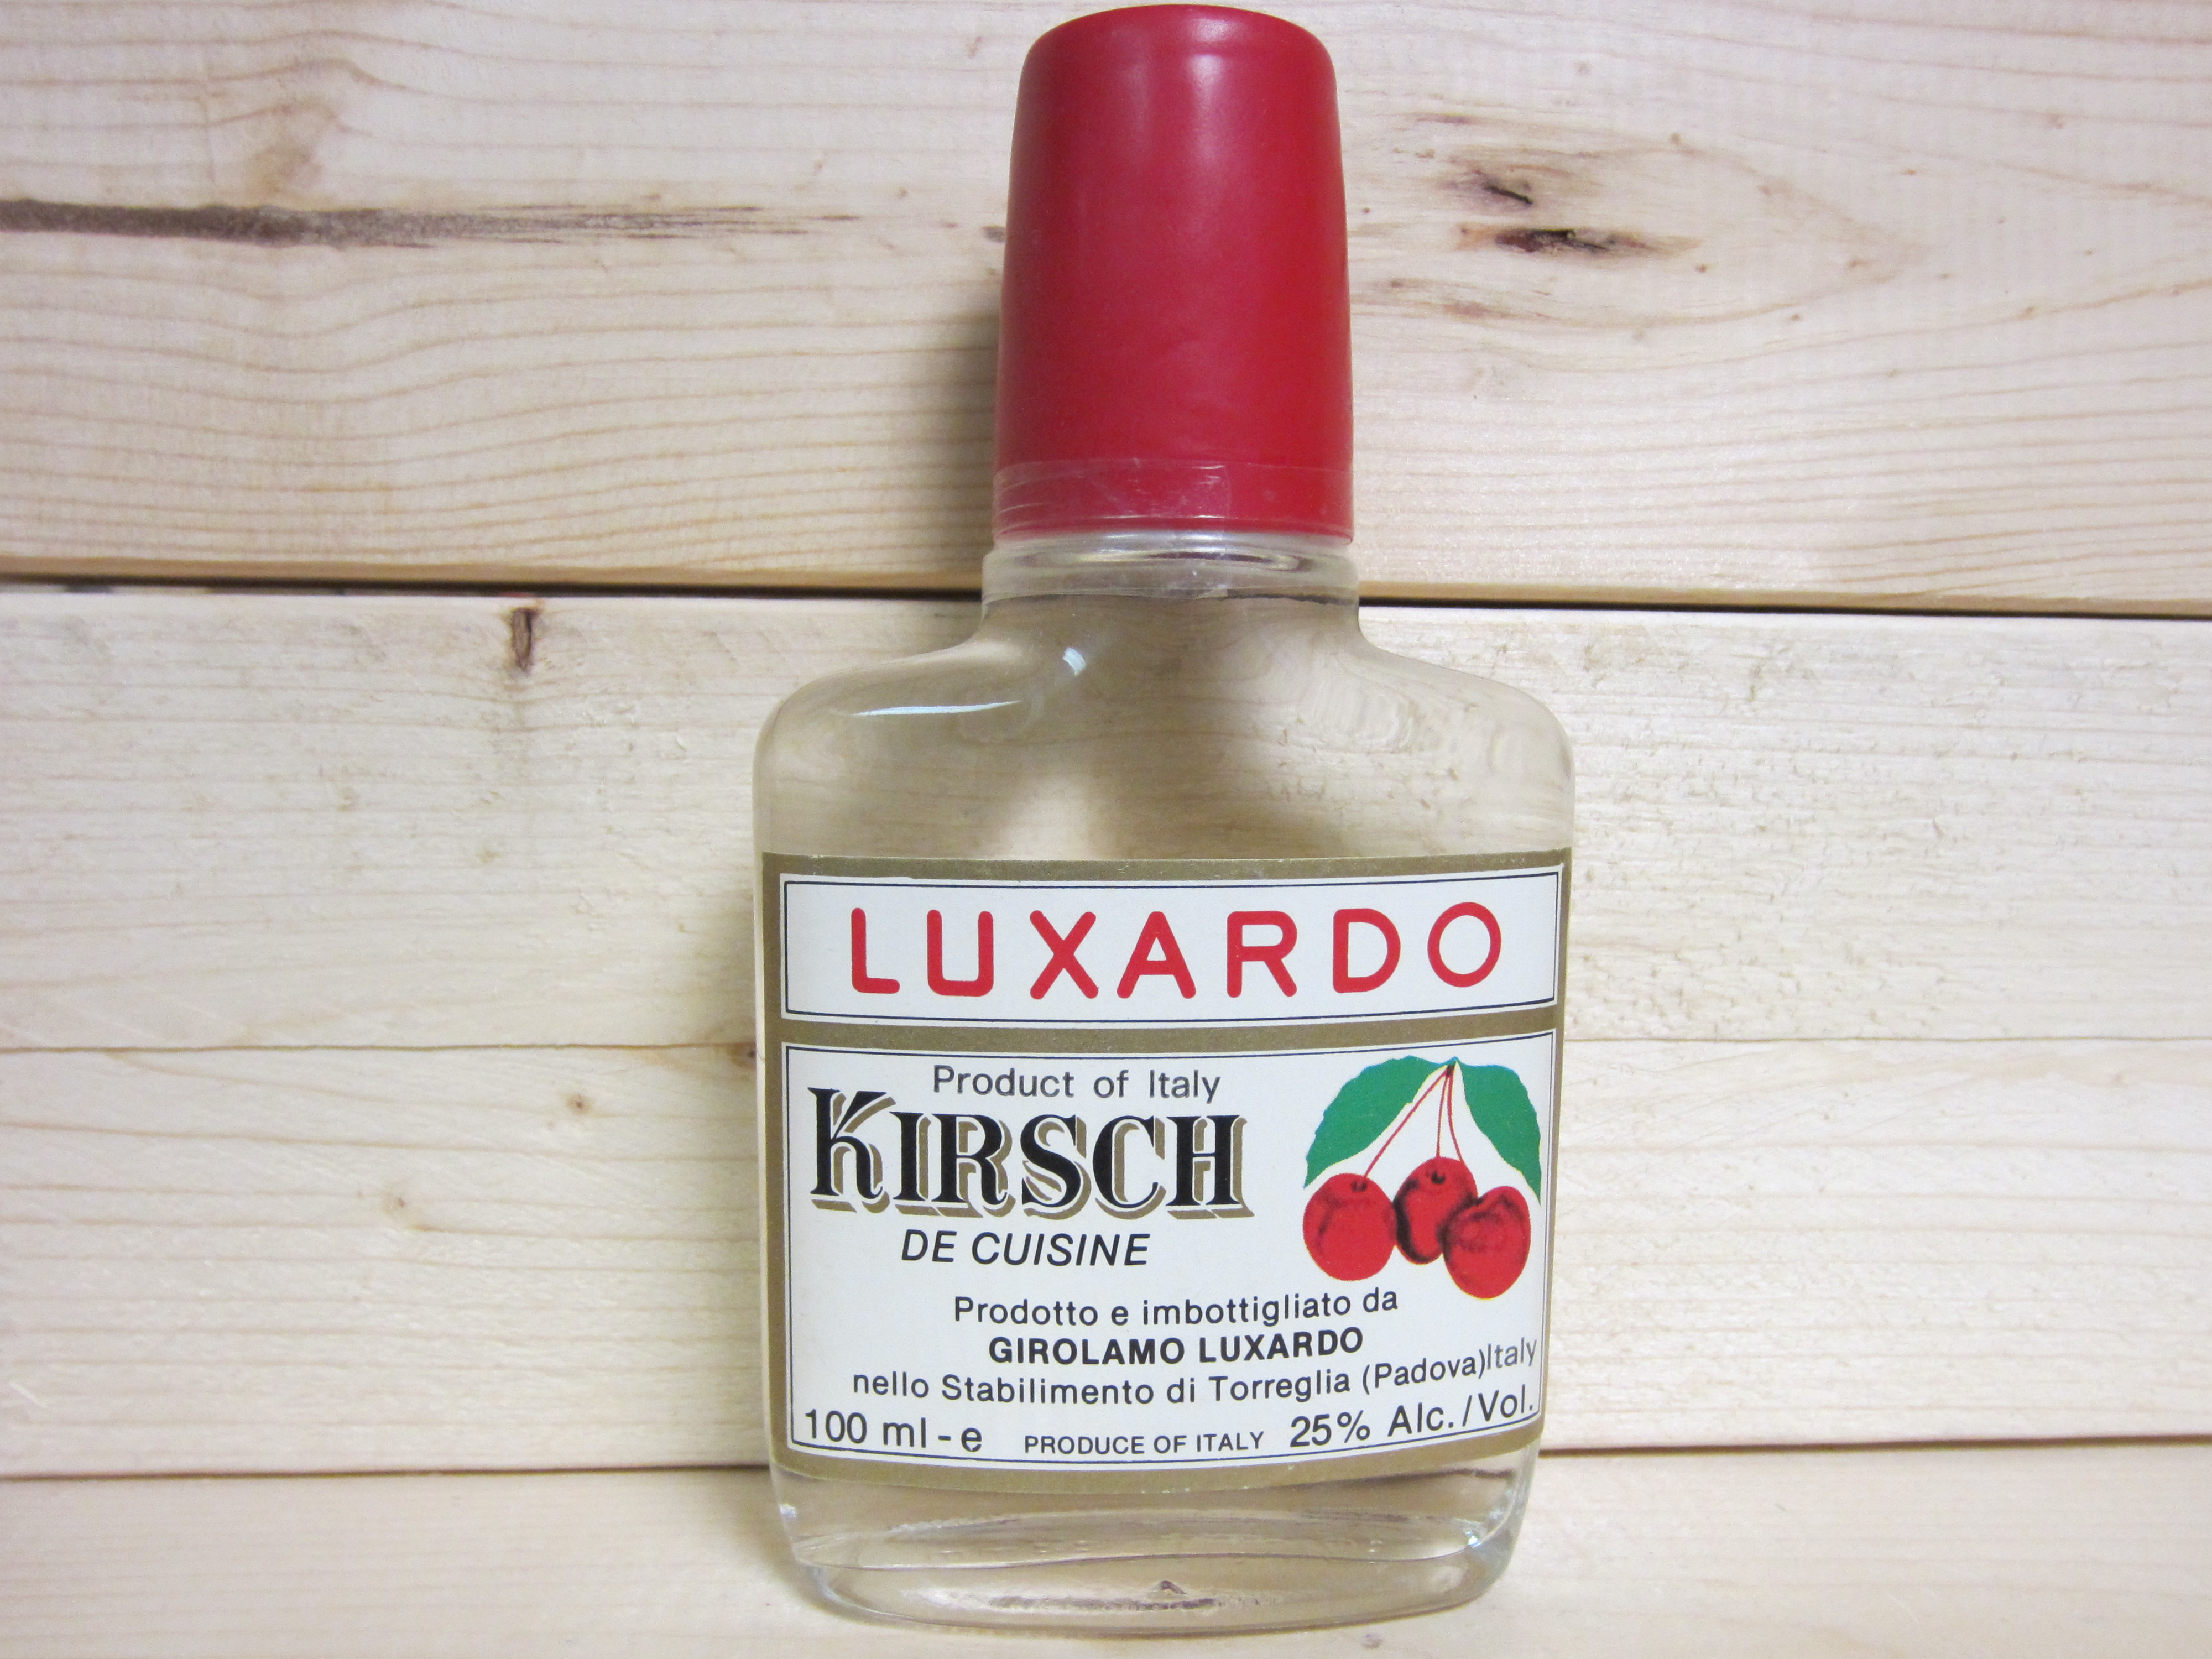 LUXARDO
Product of Italy
KIRSCH
DE CUISINE
Prodotto e imbottigliato da
GIROLAMO LUXARDO
nello Stabilimento di Torreglia (Padova)Italy
100 ml - e PRODUCE OF ITALY 25% Alc./Vol.